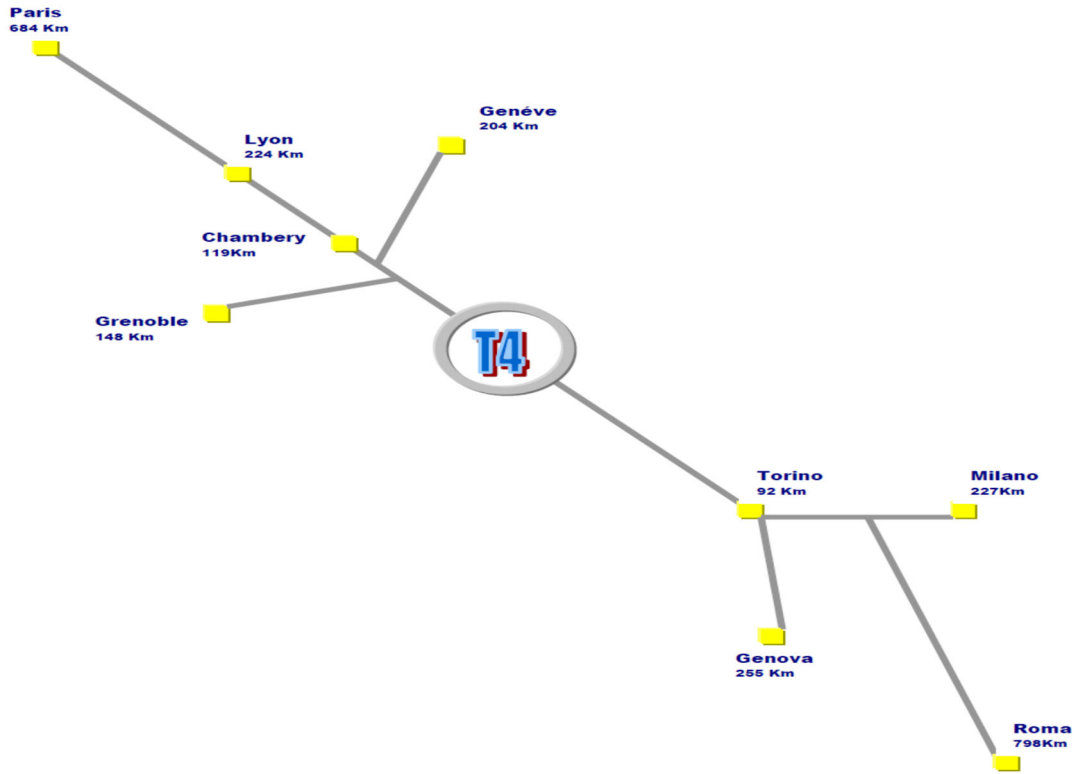 Paris
684 Km
Genéve
204 Km
Lyon
224 Km
Chambery
119Km
Grenoble
148 Km
T4
Torino
92 Km
Milano
227Km
Genova
255 Km
Roma
798Km